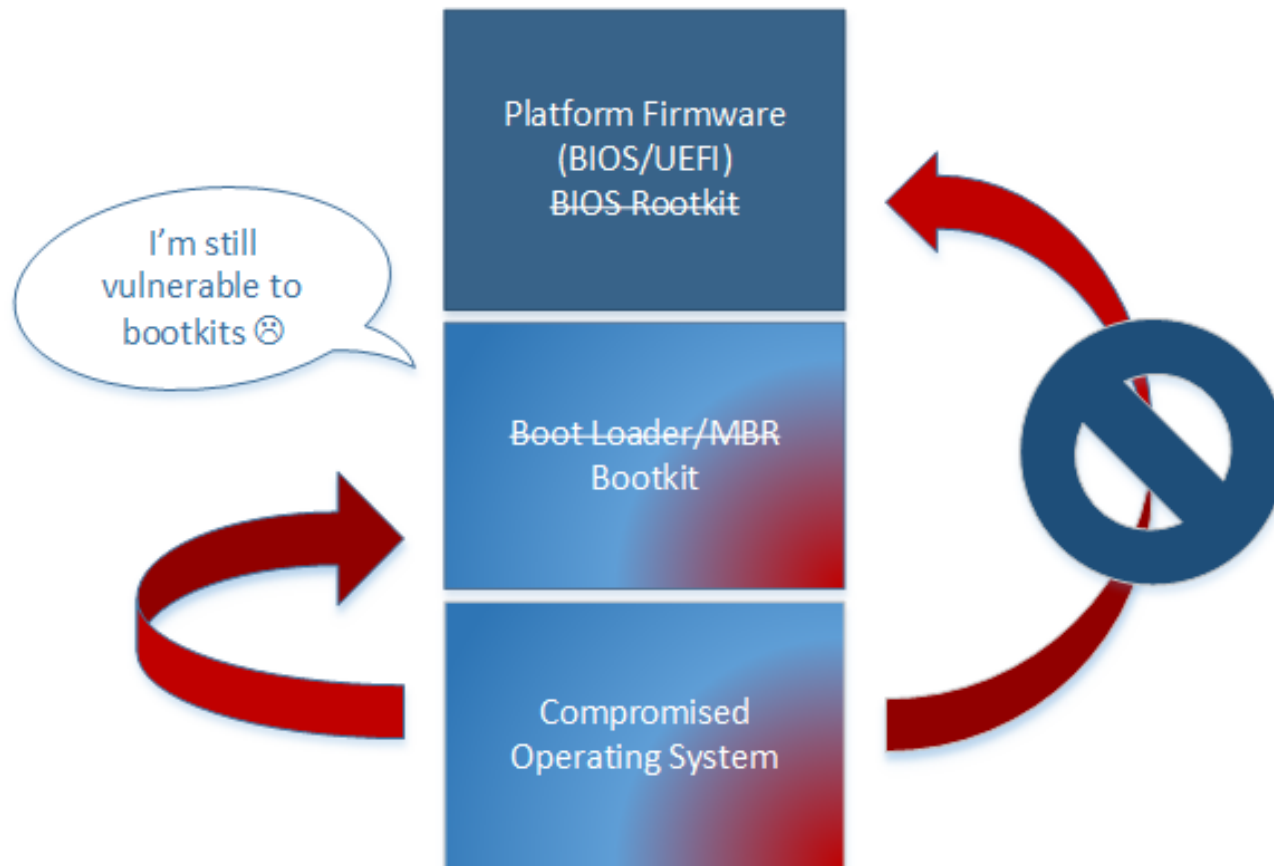 Platform Firmware
(BIOS/UEFI)
BIOS Rootkit
I'm still
vulnerable to
bootkits ☹
Boot Loader/MBR
Bootkit
Compromised
Operating System